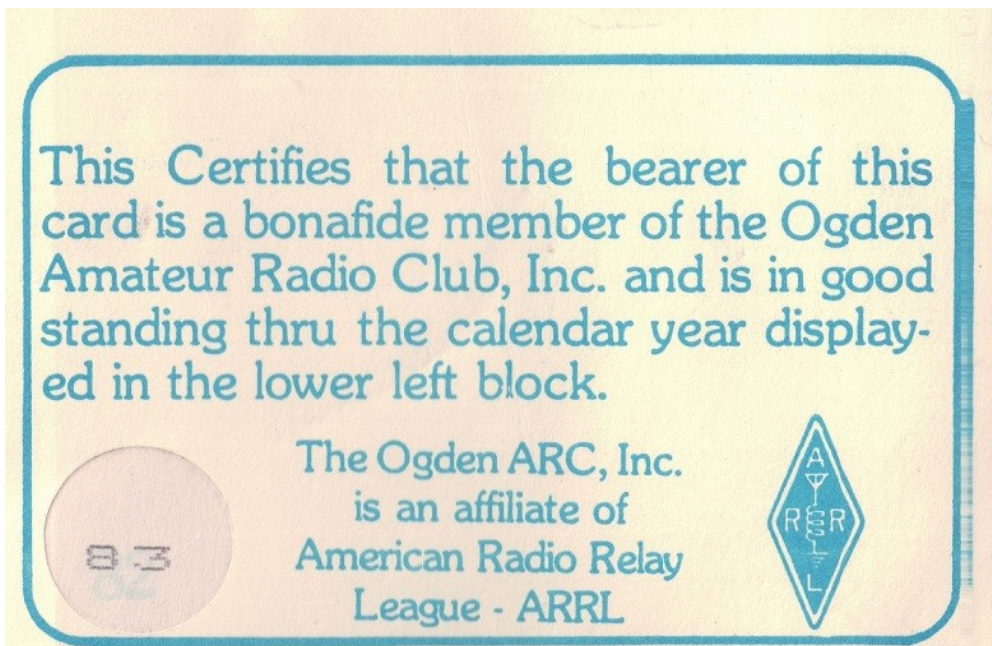 This Certifies that the bearer of this
card is a bonafide member of the Ogden
Amateur Radio Club, Inc. and is in good
standing thru the calendar year display-
ed in the lower left block.
The Ogden ARC, Inc.
is an affiliate of
American Radio Relay
League - ARRL
83
82
A
R R
L